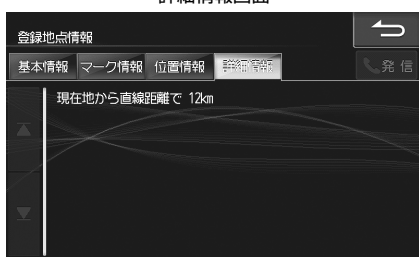 詳細情報画面
登録地点情報
基本情報 マーク情報 位置情報 詳細情報
発信
現在地から直線距離で 12km